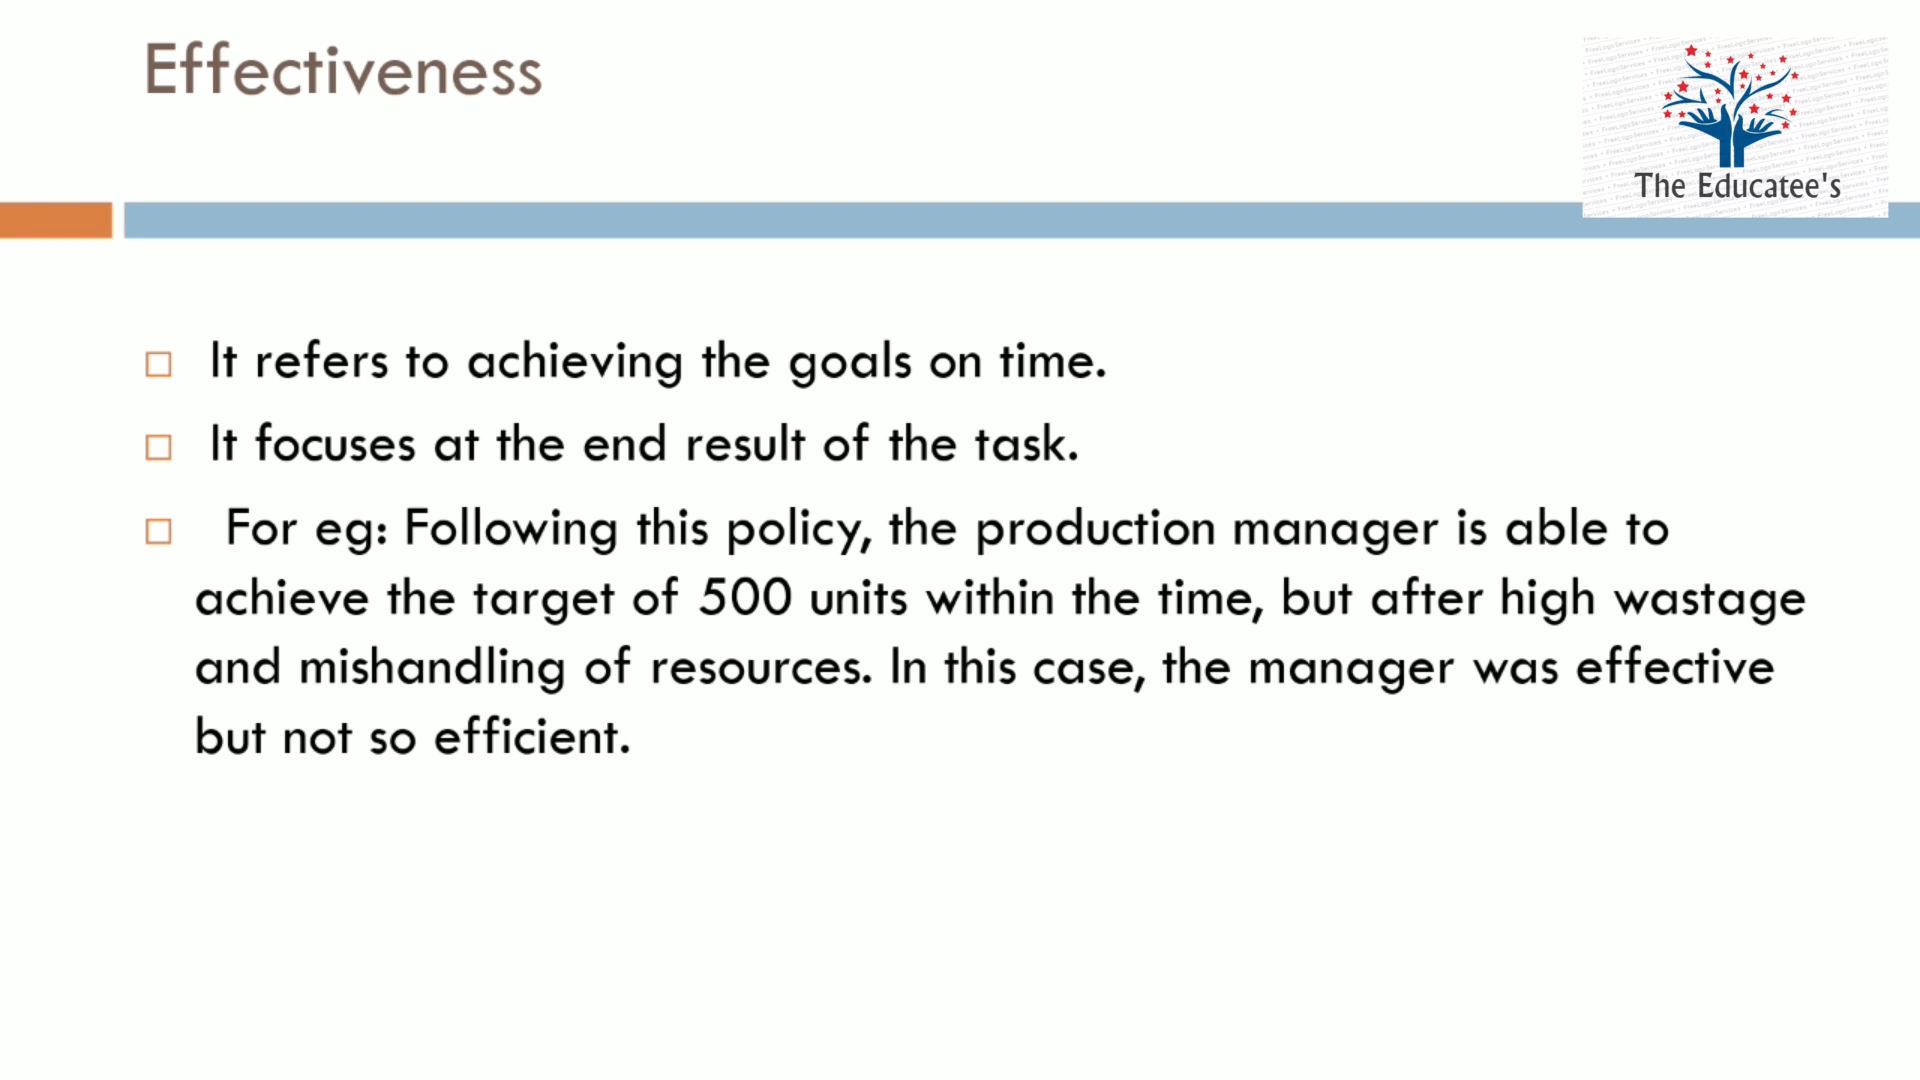 Effectiveness
The Educatee's
It refers to achieving the goals on time.
It focuses at the end result of the task.
For eg: Following this policy, the production manager is able to
achieve the target of 500 units within the time, but after high wastage
and mishandling of resources. In this case, the manager was effective
but not so efficient.